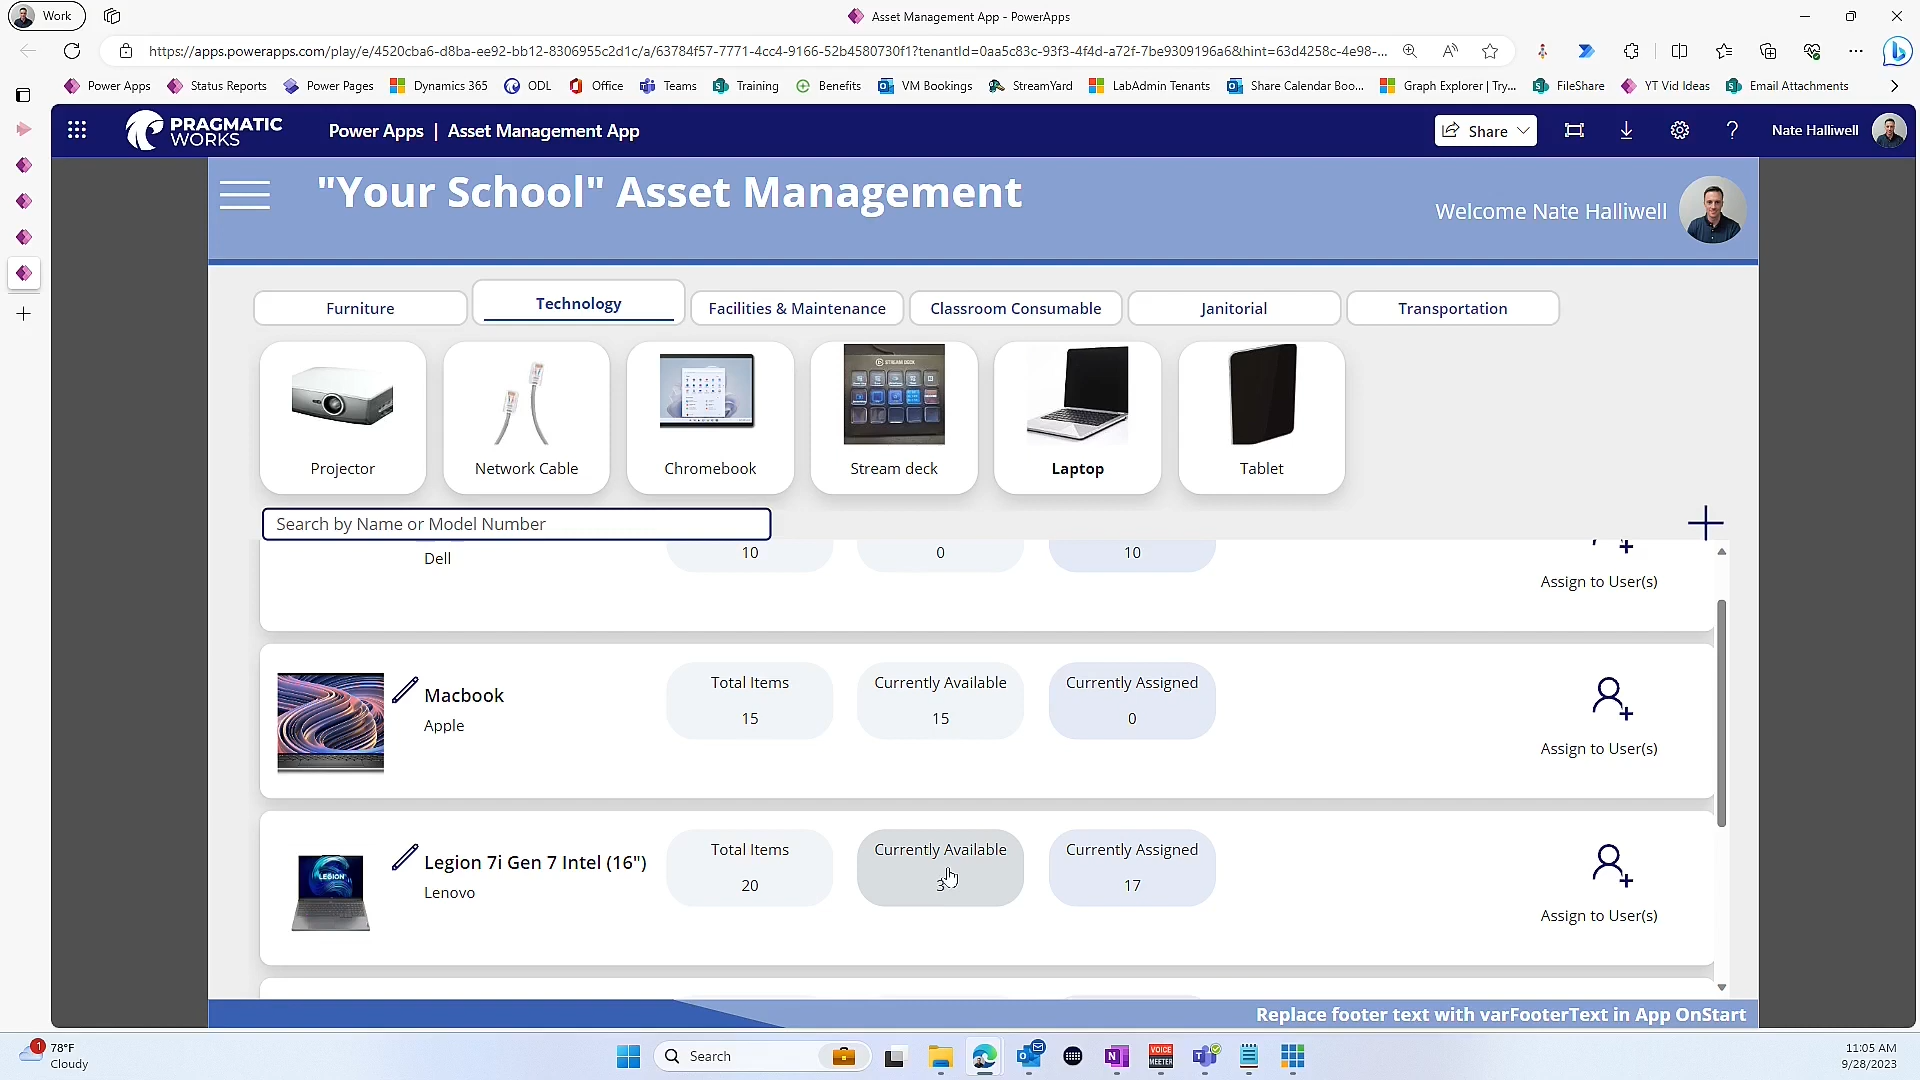 Work
Asset Management App - PowerApps
https://apps.powerapps.com/play/e/4520cba6-d8ba-ee92-bb12-8306955c2d1c/a/63784f57-7771-4cc4-9166-52b4580730f1?tenantId=0aa5c83c-93f3-4f4d-a72f-7be9309196a6&hint=63d4258c-4e98-...
Power Apps Status Reports Power Pages Dynamics 365 ODL Office Teams Training Benefits VM Bookings StreamYard LabAdmin Tenants Share Calendar Boo... Graph Explorer | Try... FileShare YT Vid Ideas Email Attachments
PRAGMATIC
WORKS
Power Apps | Asset Management App
Share
Nate Halliwell
"Your School" Asset Management
Welcome Nate Halliwell
Furniture Technology Facilities & Maintenance Classroom Consumable Janitorial Transportation
STREAM DECK
Projector Network Cable Chromebook Stream deck Laptop Tablet
Search by Name or Model Number
Dell
10 0 10
Assign to User(s)
Macbook
Apple
Total Items Currently Available Currently Assigned
15 15 0
Assign to User(s)
Legion 7i Gen 7 Intel (16")
Lenovo
LEGION
Total Items Currently Available Currently Assigned
20 3 17
Assign to User(s)
Replace footer text with varFooterText in App OnStart
1
78°F
Cloudy
Search
VOICE
MEETER
11:05 AM
9/28/2023